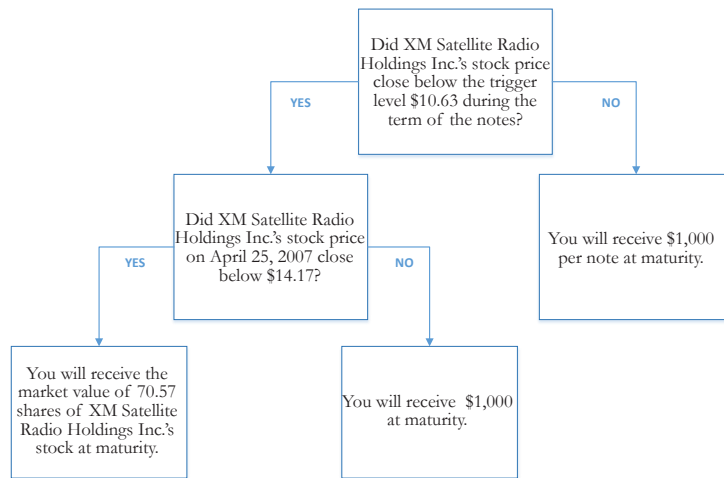 Did XM Satellite Radio
Holdings Inc.'s stock price
close below the trigger
level $10.63 during the
term of the notes?
YES
NO
Did XM Satellite Radio
Holdings Inc.'s stock price
on April 25, 2007 close
below $14.17?
You will receive $1,000
per note at maturity.
YES
NO
You will receive the
market value of 70.57
shares of XM Satellite
Radio Holdings Inc.'s
stock at maturity.
You will receive $1,000
at maturity.